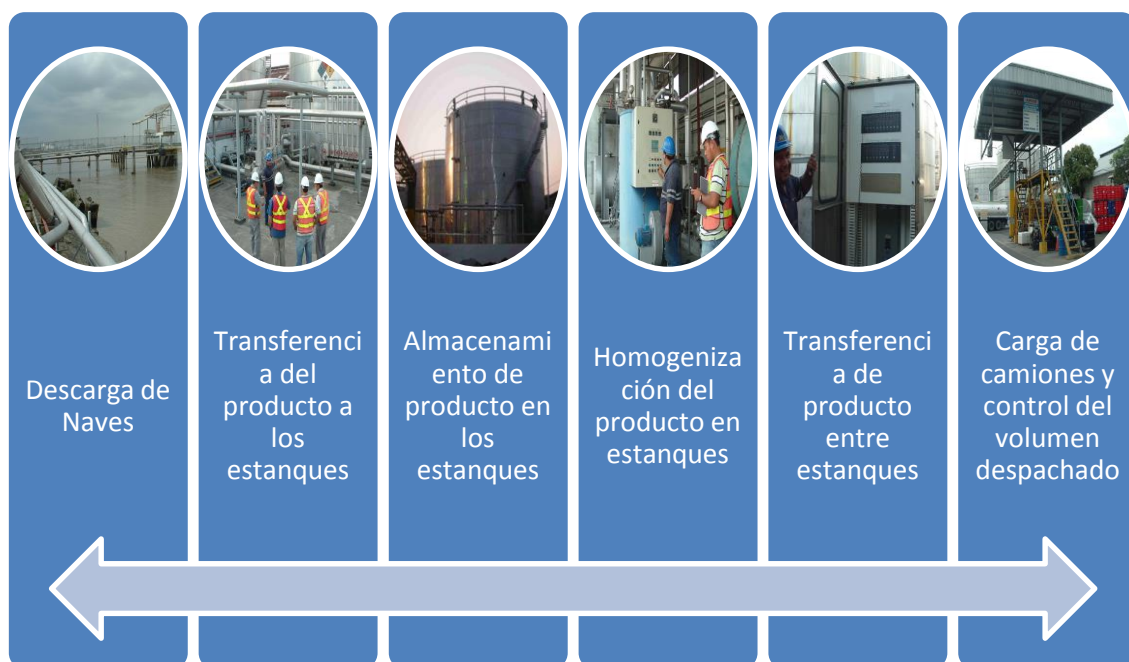 Descarga de
Naves
Transferenci
a del
producto a
los
estanques
Almacenami
ento de
producto en
los
estanques
Homogeniza
ción del
producto en
estanques
Transferenci
a de
producto
entre
estanques
Carga de
camiones y
control del
volumen
despachado